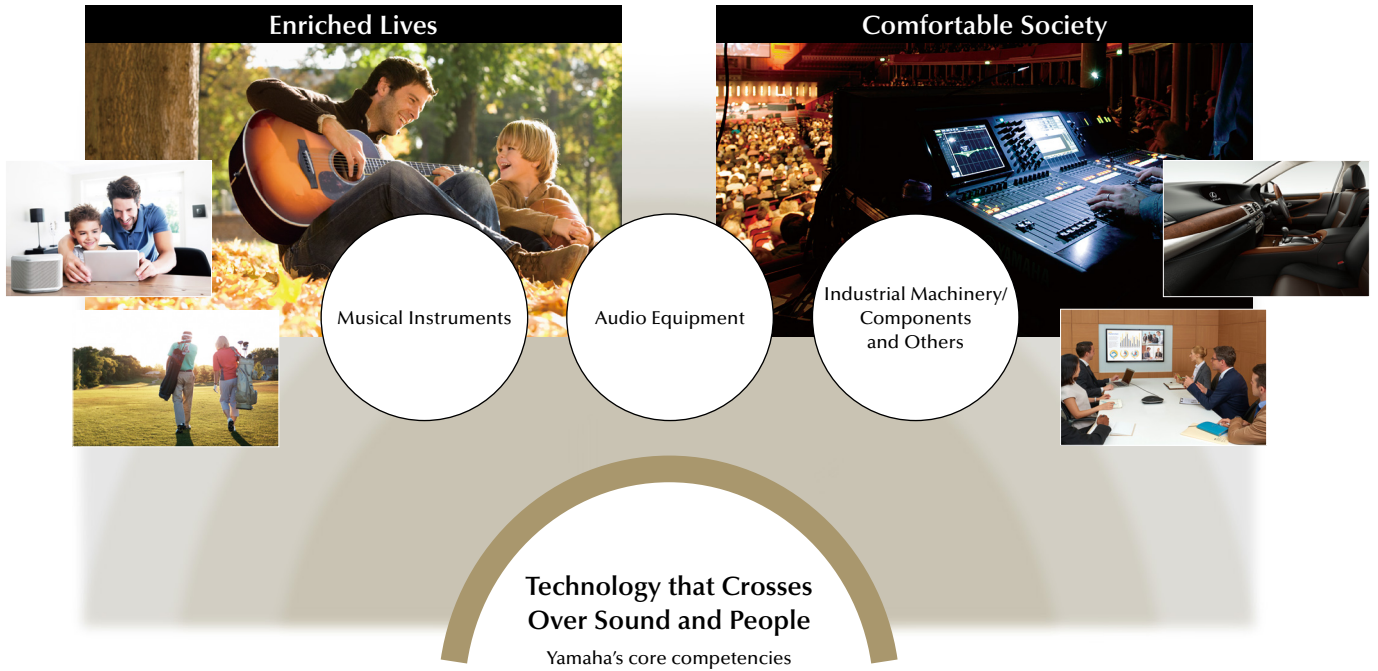 Enriched Lives
Comfortable Society
Musical Instruments
Audio Equipment
Industrial Machinery/
Components
and Others
Technology that Crosses
Over Sound and People
Yamaha's core competencies